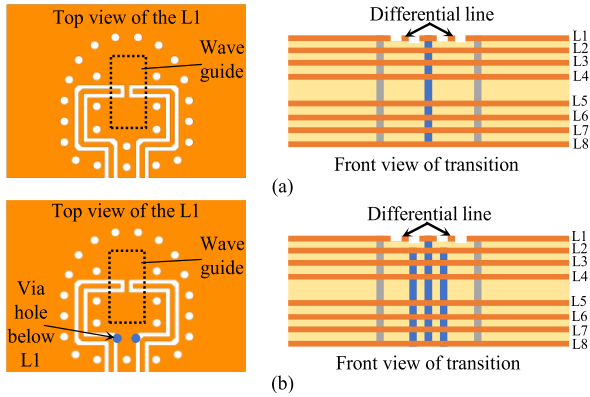 Top view of the L1
Wave
guide
Differential line
L1
L2
L3
L4
L5
L6
L7
L8
Front view of transition
(a)
Top view of the L1
Wave
guide
Via
hole
below
L1
Differential line
L1
L2
L3
L4
L5
L6
L7
L8
Front view of transition
(b)